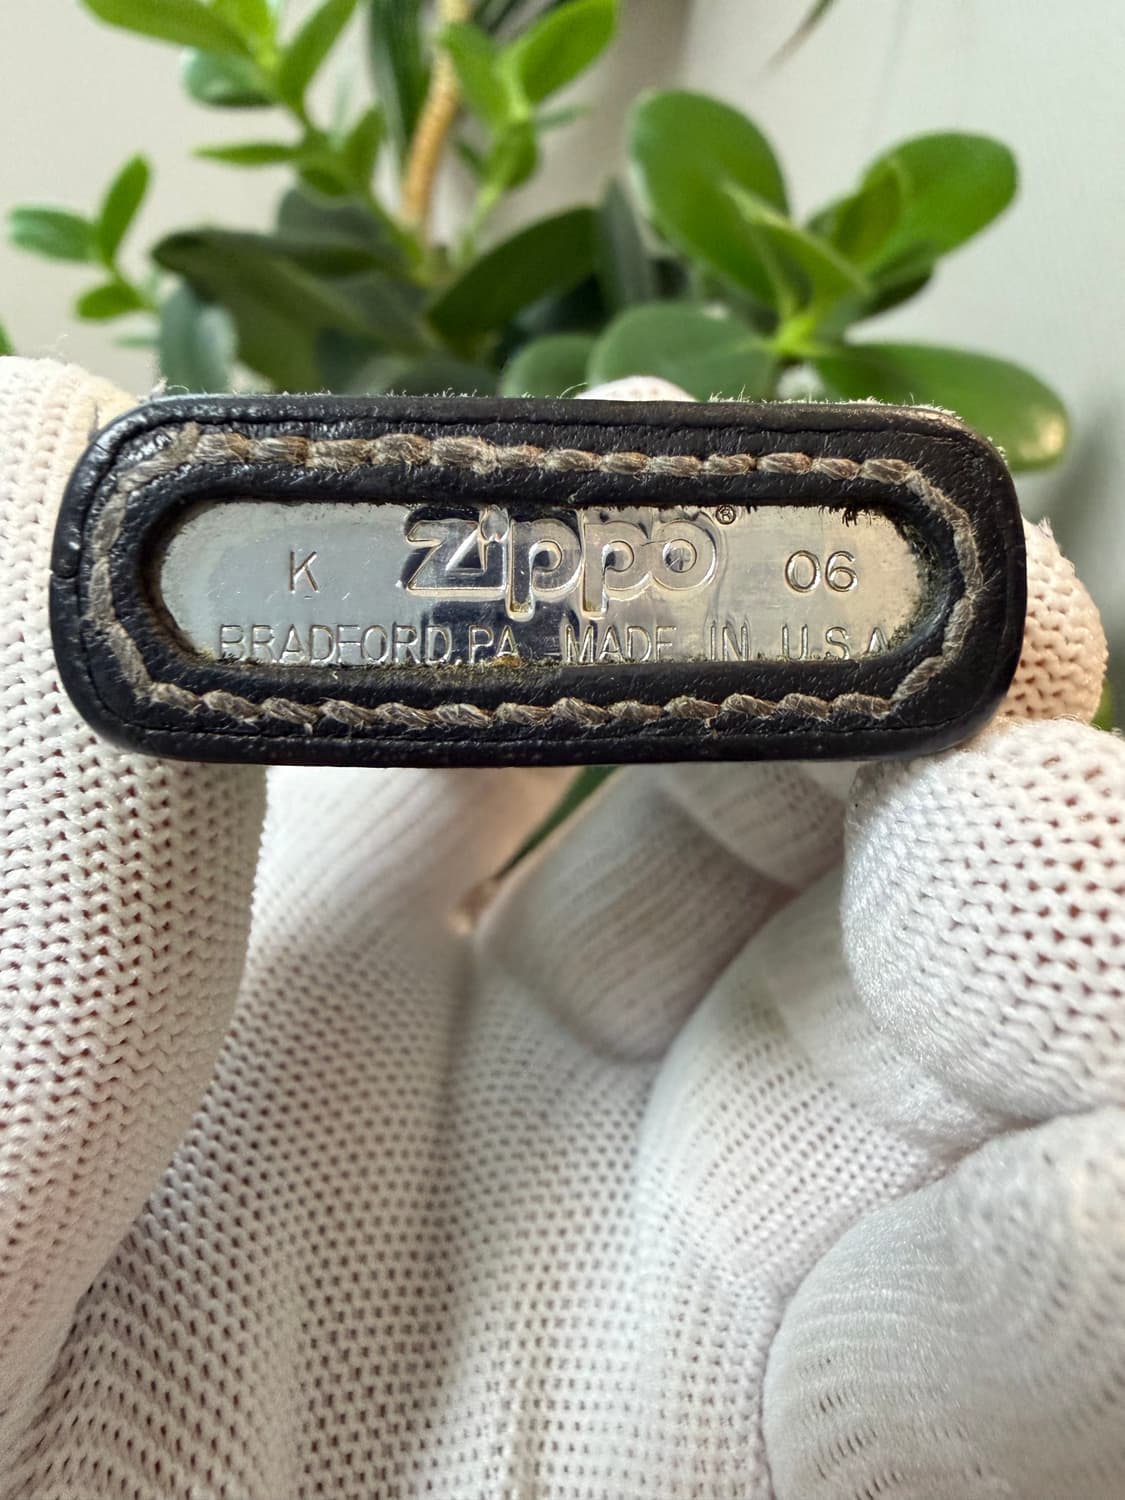 K Zippo® 06
BRADFORD, PA. MADE IN U.S.A